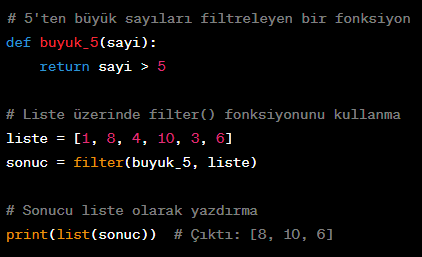 # 5'ten büyük sayıları filtreleyen bir fonksiyon
def buyuk_5(sayi):
    return sayi > 5

# Liste üzerinde filter() fonksiyonunu kullanma
liste = [1, 8, 4, 10, 3, 6]
sonuc = filter(buyuk_5, liste)

# Sonucu liste olarak yazdırma
print(list(sonuc))  # Çıktı: [8, 10, 6]